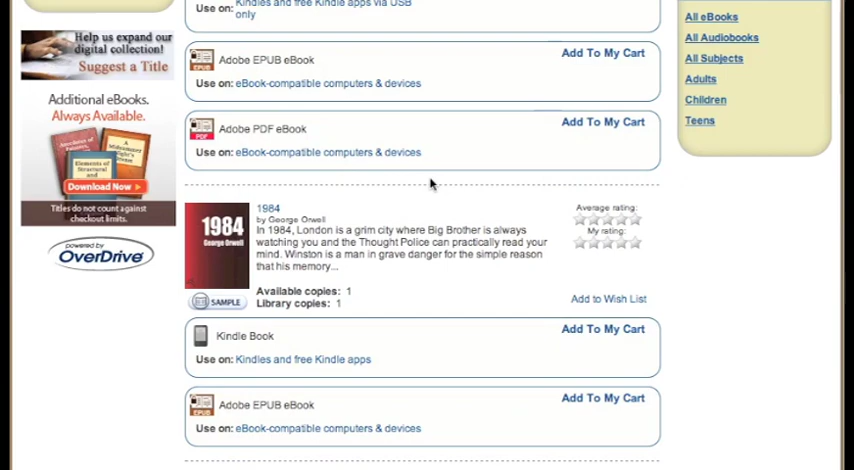 Kindles and free Kindle apps via USB
Use on:
only
Adobe EPUB eBook
EPUB
Add To My Cart
Use on: eBook-compatible computers & devices
Adobe PDF eBook
PDF
Add To My Cart
Use on: eBook-compatible computers & devices
1984
George Orwell
1984
by George Orwell
In 1984, London is a grim city where Big Brother is always
watching you and the Thought Police can practically read your
mind. Winston is a man in grave danger for the simple reason
that his memory...
Average rating:
My rating:
SAMPLE
Available copies: 1
Library copies: 1
Add to Wish List
Kindle Book
Add To My Cart
Use on: Kindles and free Kindle apps
Adobe EPUB eBook
EPUB
Add To My Cart
Use on: eBook-compatible computers & devices
Help us expand our
digital collection!
Suggest a Title
Additional eBooks.
Always Available.
A
Midsummer
Elements of
Structural
and
Download Now
Titles do not count against
checkout limits.
powered by
OverDrive
All eBooks
All Audiobooks
All Subjects
Adults
Children
Teens